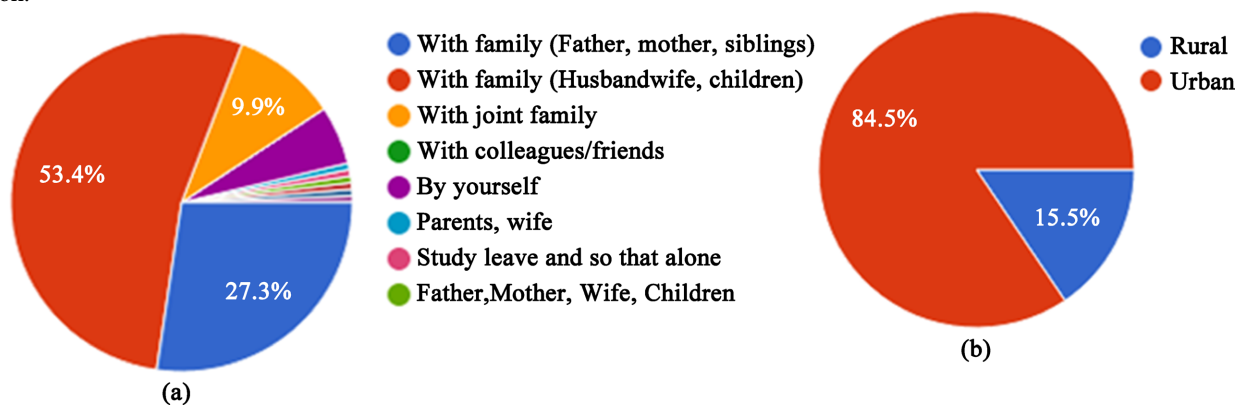 53.4%
9.9%
27.3%
With family (Father, mother, siblings)
With family (Husbandwife, children)
With joint family
With colleagues/friends
By yourself
Parents, wife
Study leave and so that alone
Father,Mother, Wife, Children
(a)
84.5%
15.5%
Rural
Urban
(b)